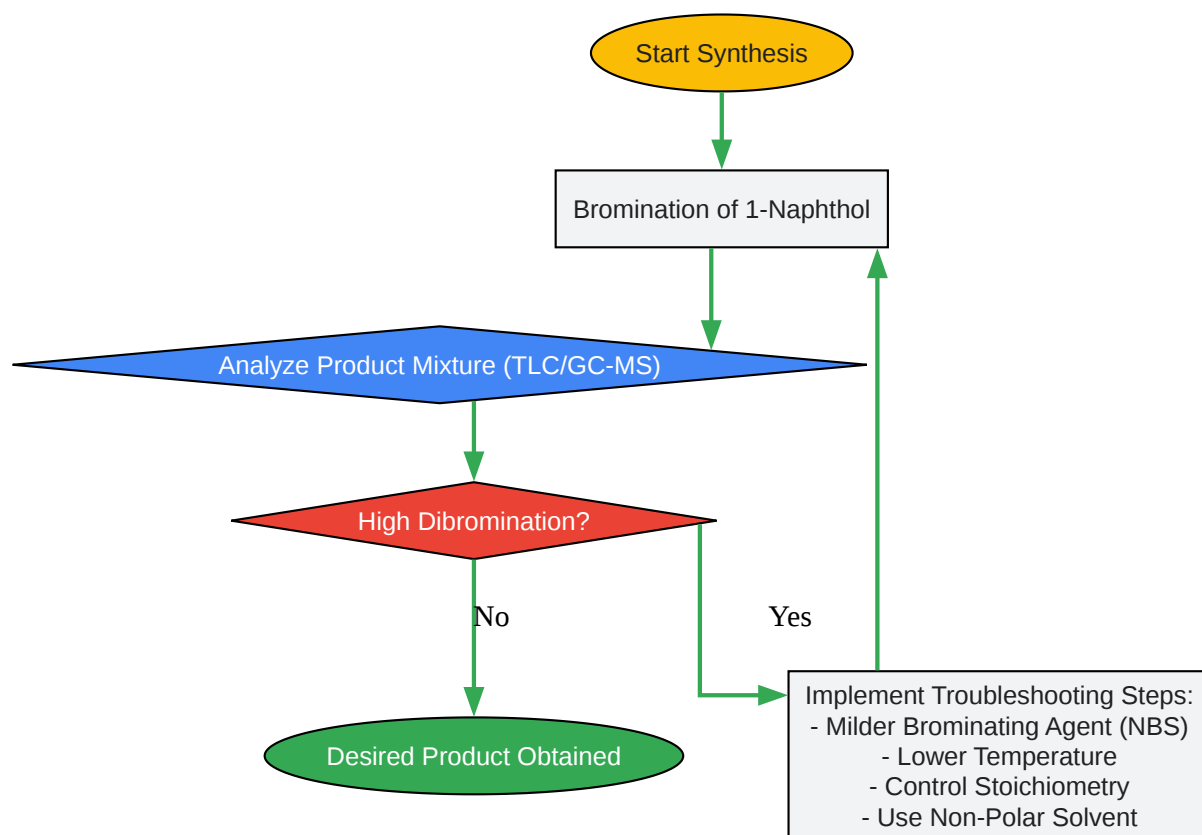 Start Synthesis
Bromination of 1-Naphthol
Analyze Product Mixture (TLC/GC-MS)
High Dibromination?
No
Yes
Implement Troubleshooting Steps:
- Milder Brominating Agent (NBS)
- Lower Temperature
- Control Stoichiometry
- Use Non-Polar Solvent
Desired Product Obtained